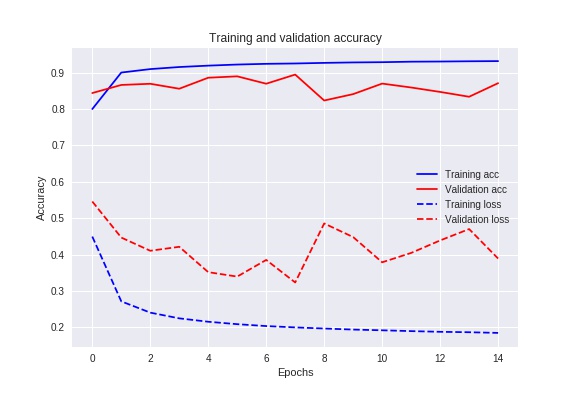 Training and validation accuracy
Accuracy
0.9
0.8
0.7
0.6
0.5
0.4
0.3
0.2
Training acc
Validation acc
Training loss
Validation loss
0 2 4 6 8 10 12 14
Epochs